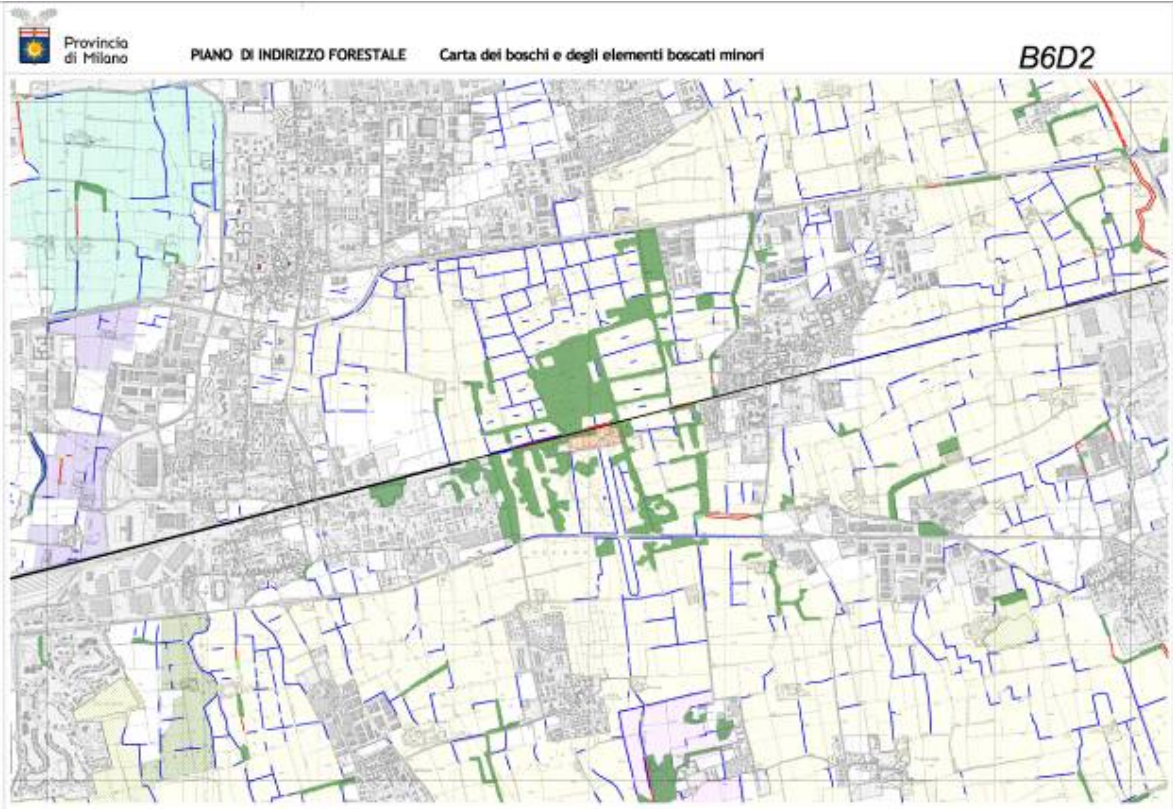 Provincia
di Milano
PIANO DI INDIRIZZO FORESTALE Carta dei boschi e degli elementi boscati minori
B6D2